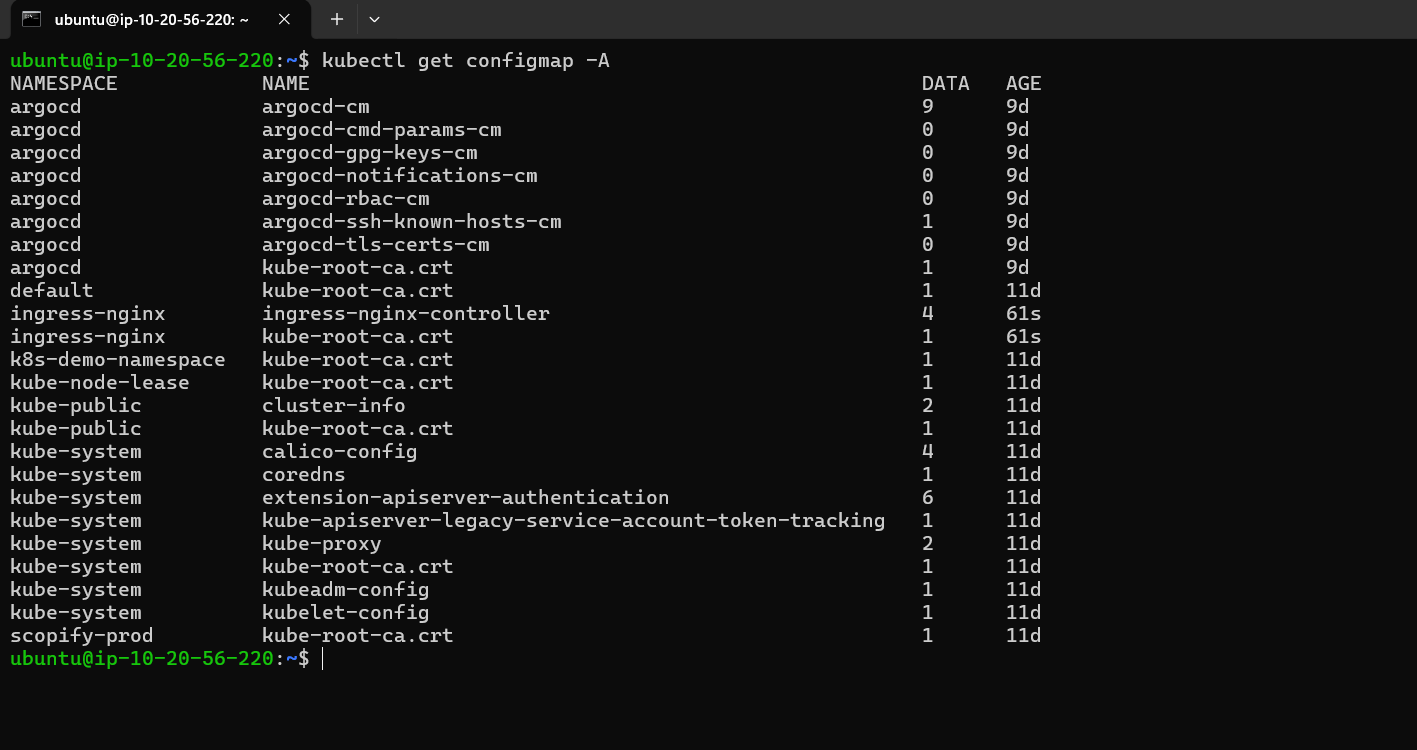 ubuntu@ip-10-20-56-220: ~
ubuntu@ip-10-20-56-220:~$ kubectl get configmap -A
NAMESPACE            NAME                                                   DATA   AGE
argocd               argocd-cm                                              9      9d
argocd               argocd-cmd-params-cm                                   0      9d
argocd               argocd-gpg-keys-cm                                     0      9d
argocd               argocd-notifications-cm                                0      9d
argocd               argocd-rbac-cm                                         0      9d
argocd               argocd-ssh-known-hosts-cm                              1      9d
argocd               argocd-tls-certs-cm                                    0      9d
argocd               kube-root-ca.crt                                       1      9d
default              kube-root-ca.crt                                       1      11d
ingress-nginx        ingress-nginx-controller                               4      61s
ingress-nginx        kube-root-ca.crt                                       1      61s
k8s-demo-namespace   kube-root-ca.crt                                       1      11d
kube-node-lease      kube-root-ca.crt                                       1      11d
kube-public          cluster-info                                           2      11d
kube-public          kube-root-ca.crt                                       1      11d
kube-system          calico-config                                          4      11d
kube-system          coredns                                                1      11d
kube-system          extension-apiserver-authentication                     6      11d
kube-system          kube-apiserver-legacy-service-account-token-tracking   1      11d
kube-system          kube-proxy                                             2      11d
kube-system          kube-root-ca.crt                                       1      11d
kube-system          kubeadm-config                                         1      11d
kube-system          kubelet-config                                         1      11d
scopify-prod         kube-root-ca.crt                                       1      11d
ubuntu@ip-10-20-56-220:~$